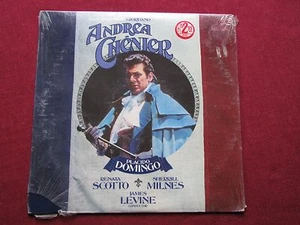 GIORDANO
ANDREA
CHÉNIER
PLACIDO
DOMINGO
RENATA SCOTTO
SHERRILL MILNES
JAMES
LEVINE